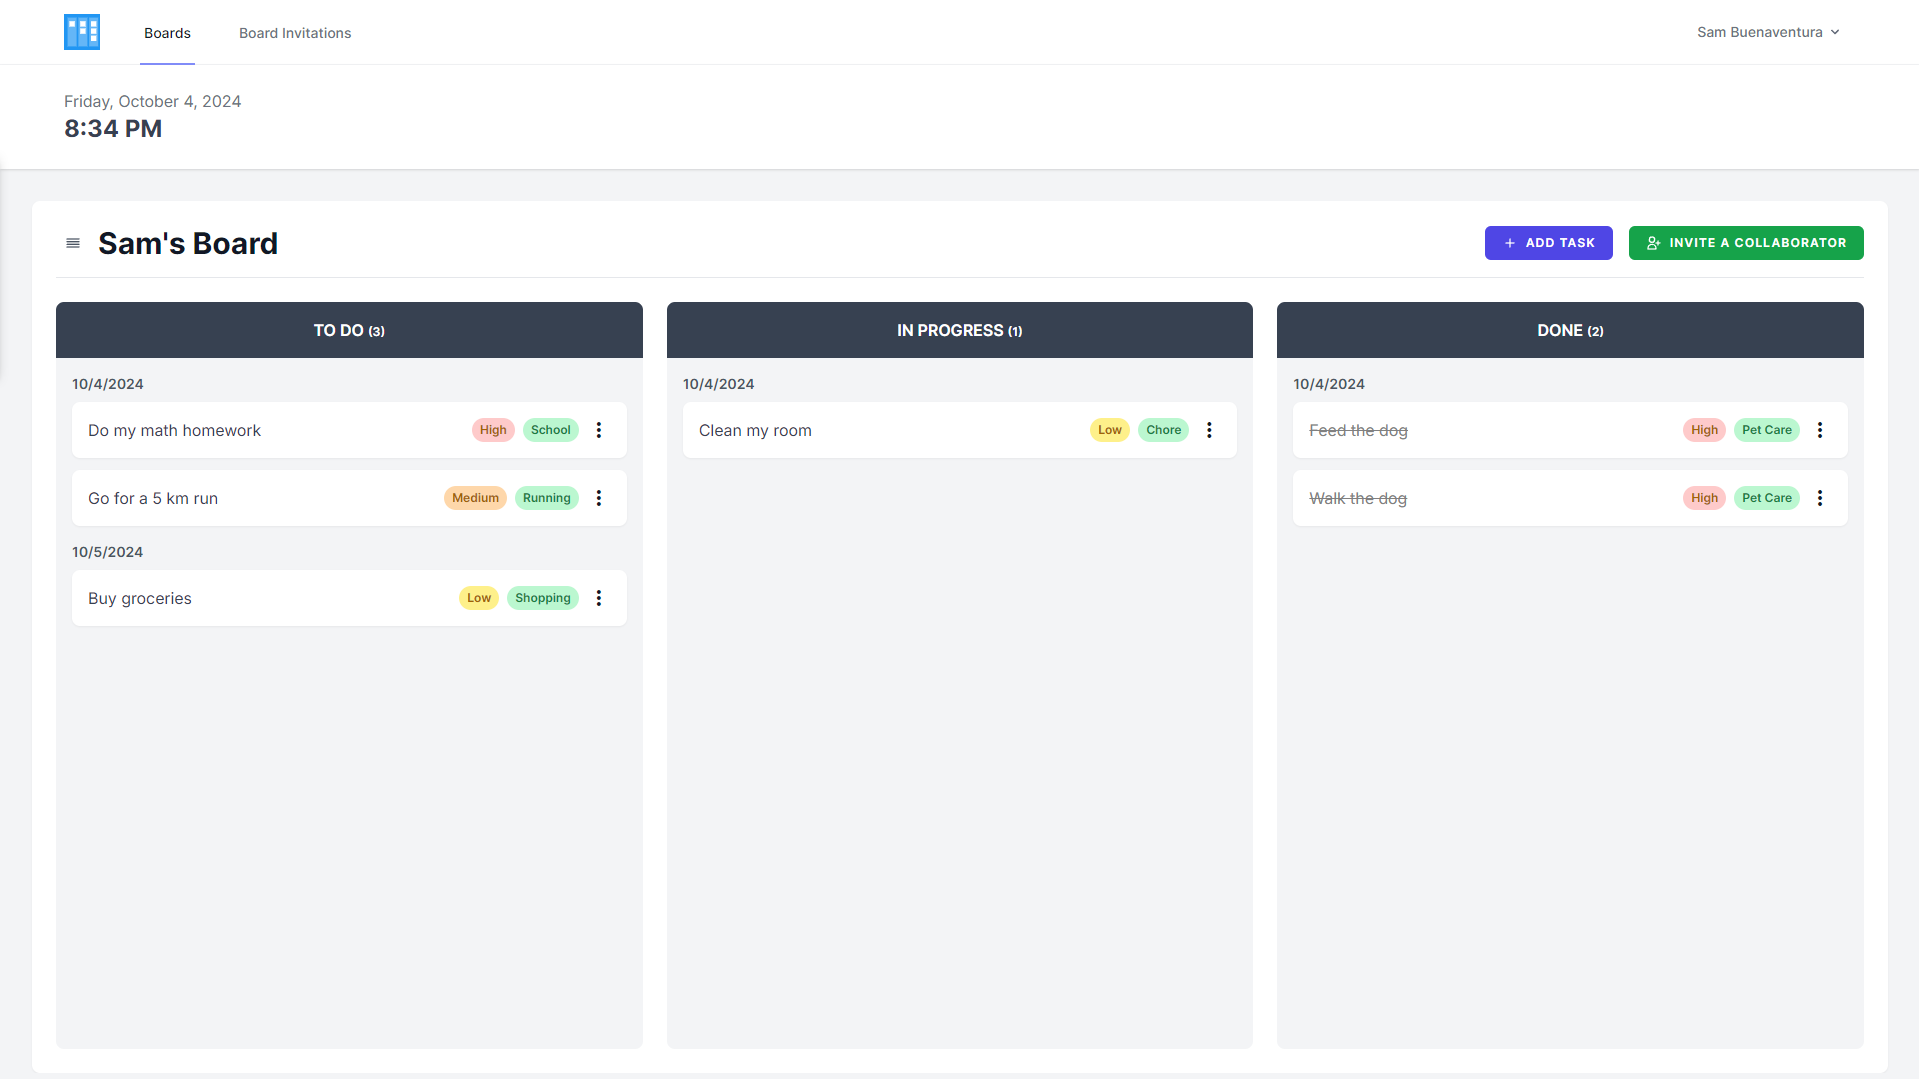 Boards
Board Invitations
Sam Buenaventura
Friday, October 4, 2024
8:34 PM
Sam's Board
ADD TASK
INVITE A COLLABORATOR
TO DO (3)
10/4/2024
Do my math homework High School
Go for a 5 km run Medium Running
10/5/2024
Buy groceries Low Shopping
IN PROGRESS (1)
10/4/2024
Clean my room Low Chore
DONE (2)
10/4/2024
Feed the dog High Pet Care
Walk the dog High Pet Care